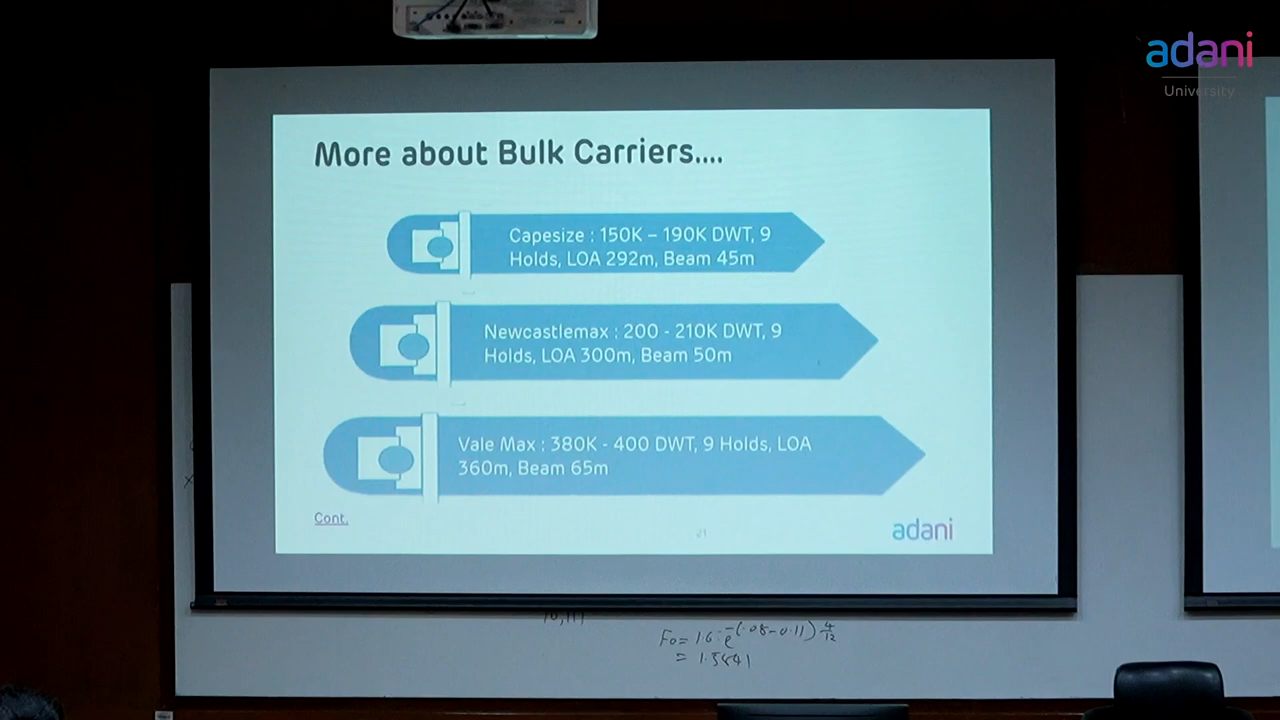 adani
University
More about Bulk Carriers....
Capesize : 150K – 190K DWT, 9
Holds, LOA 292m, Beam 45m
Newcastlemax : 200 - 210K DWT, 9
Holds, LOA 300m, Beam 50m
Vale Max : 380K - 400 DWT, 9 Holds, LOA
360m, Beam 65m
Cont.
21
adani
= 1.5841